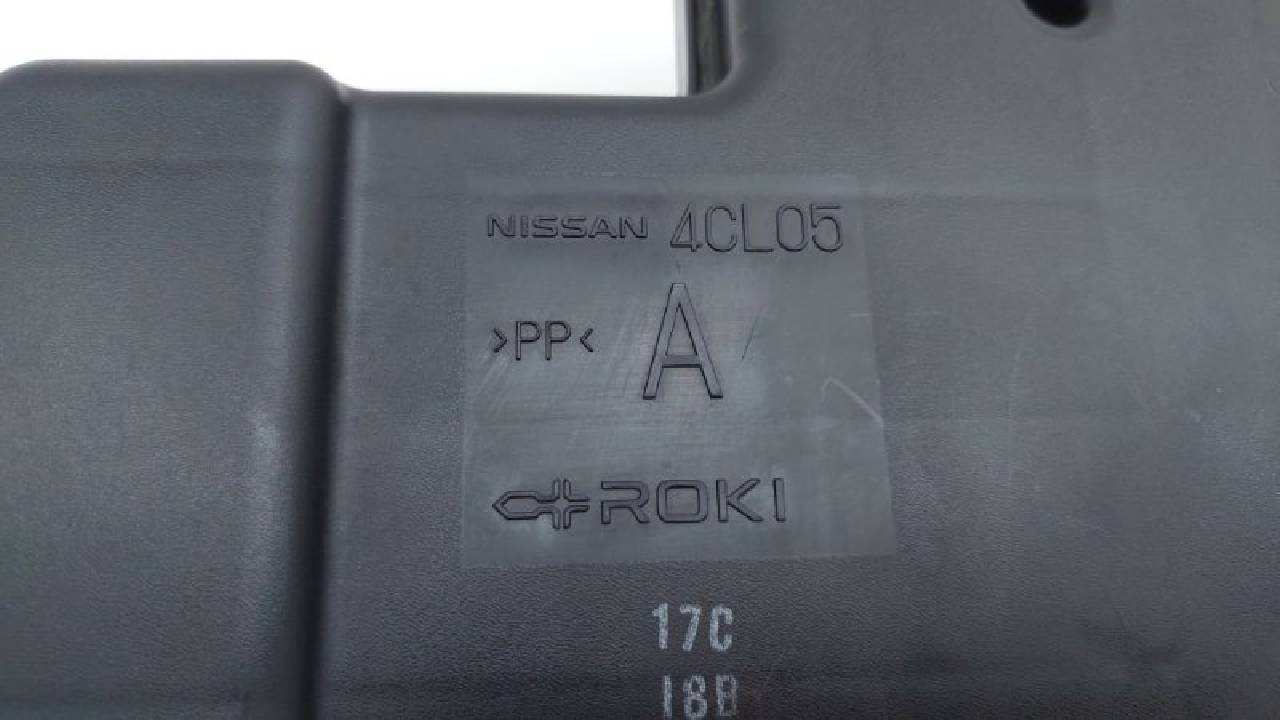 NISSAN 4CL05
>PP< A
ROKI
17C
18B